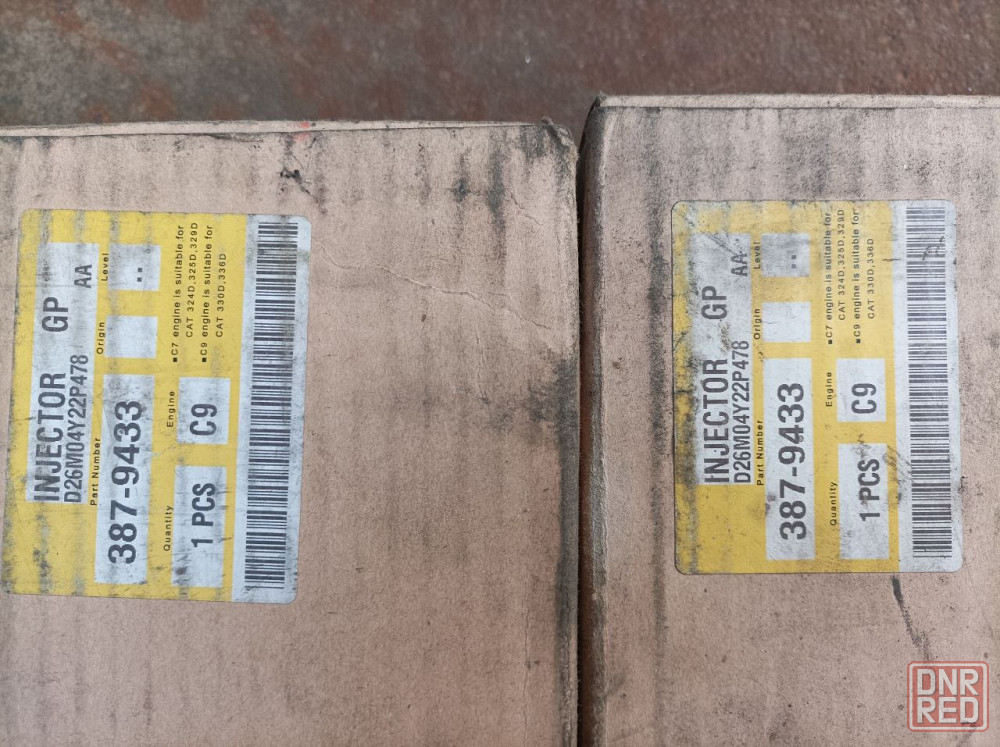 INJECTOR GP AA
D26M04Y22P478
Part Number Origin Level
387-9433 ..
Quantity Engine
1 PCS C9
■C7 engine is suitable for
CAT 324D,325D,329D
■C9 engine is suitable for
CAT 330D,336D
INJECTOR GP AA
D26M04Y22P478
Part Number Origin Level
387-9433 ..
Quantity Engine
1 PCS C9
■C7 engine is suitable for
CAT 324D,325D,329D
■C9 engine is suitable for
CAT 330D,336D
DNR
RED